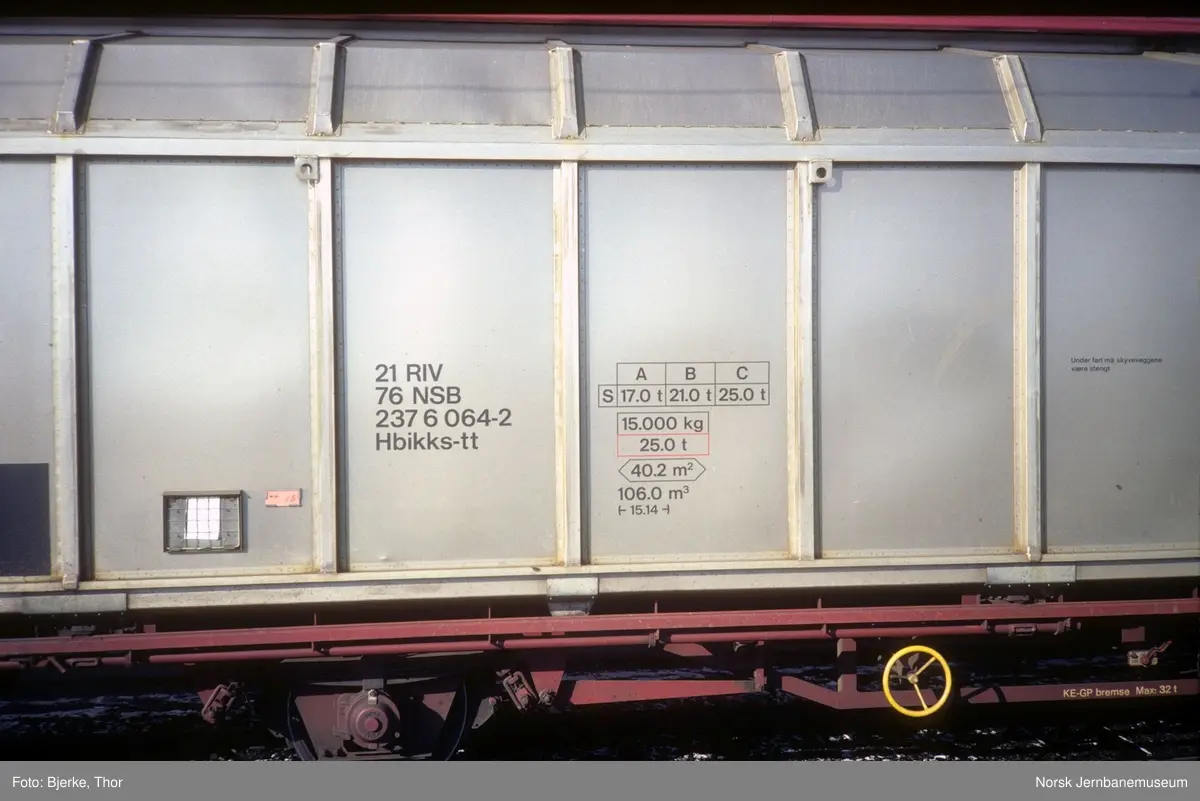 21 RIV
76 NSB
237 6 064-2
Hbikks-tt
A B C
S 17.0 t 21.0 t 25.0 t
15.000 kg
25.0 t
40.2 m²
106.0 m³
15.14
Under fart må skyveveggene
være stengt
15
KE-GP bremse Max: 32 t
Foto: Bjerke, Thor
Norsk Jernbanemuseum